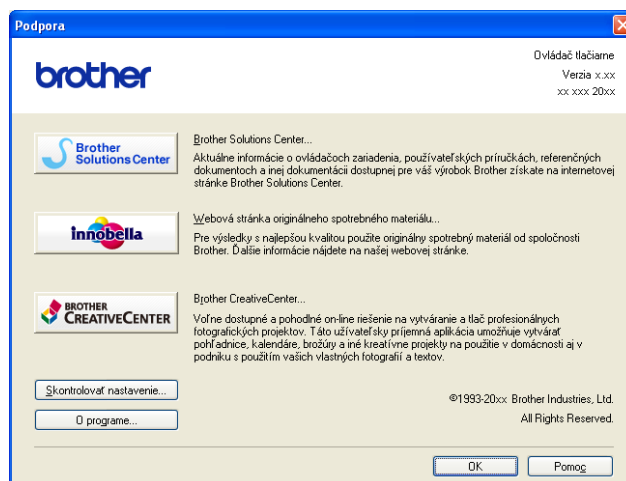 Podpora
brother
Ovládač tlačiarne
Verzia x.xx
xx xxx 20xx
Brother
Solutions Center
Brother Solutions Center...
Aktuálne informácie o ovládačoch zariadenia, používateľských príručkách, referenčných
dokumentoch a inej dokumentácii dostupnej pre váš výrobok Brother získate na internetovej
stránke Brother Solutions Center.
innobella
Webová stránka originálneho spotrebného materiálu...
Pre výsledky s najlepšou kvalitou použite originálny spotrebný materiál od spoločnosti
Brother. Ďalšie informácie nájdete na našej webovej stránke.
BROTHER
CREATIVECENTER
Brother CreativeCenter...
Voľne dostupné a pohodlné on-line riešenie na vytváranie a tlač profesionálnych
fotografických projektov. Táto užívateľsky príjemná aplikácia umožňuje vytvárať
pohľadnice, kalendáre, brožúry a iné kreatívne projekty na použitie v domácnosti aj v
podniku s použitím vašich vlastných fotografií a textov.
Skontrolovať nastavenie...
O programe...
©1993-20xx Brother Industries, Ltd.
All Rights Reserved.
OK
Pomoc